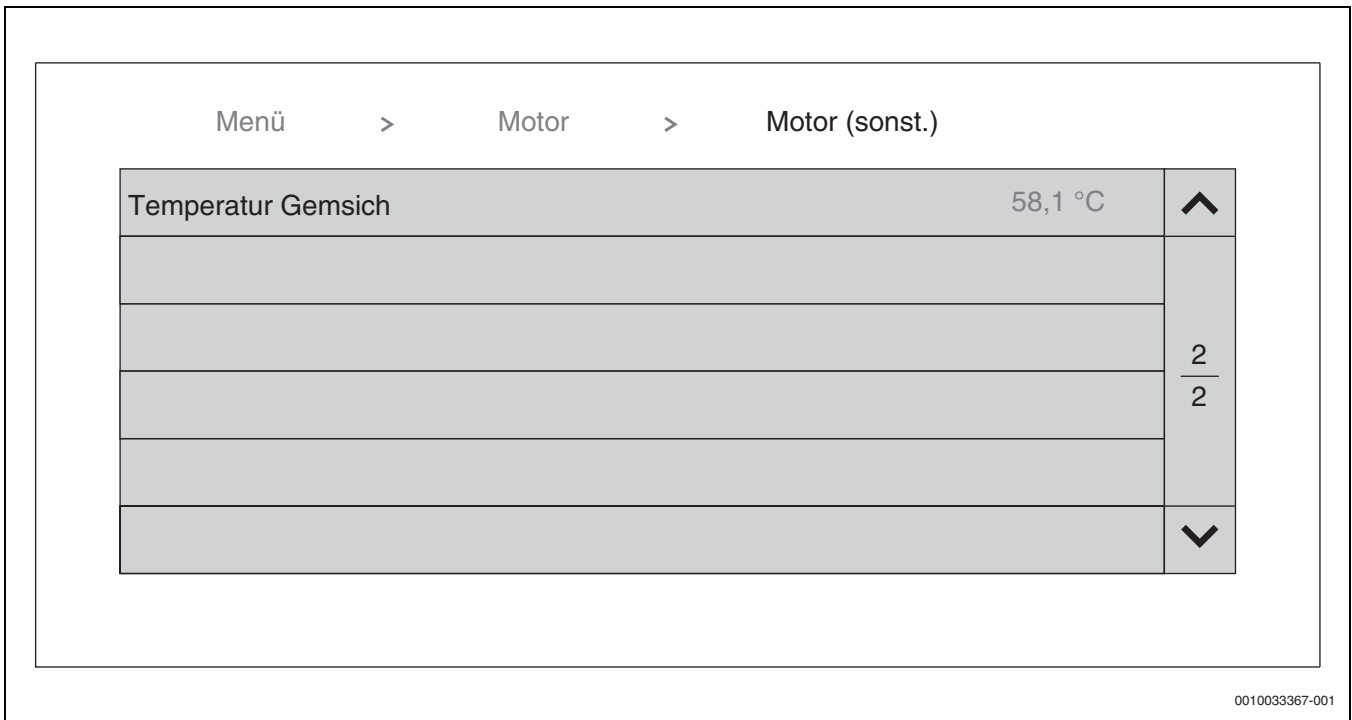 Menü > Motor > Motor (sonst.)
Temperatur Gemsich 58,1 °C
2
2
0010033367-001